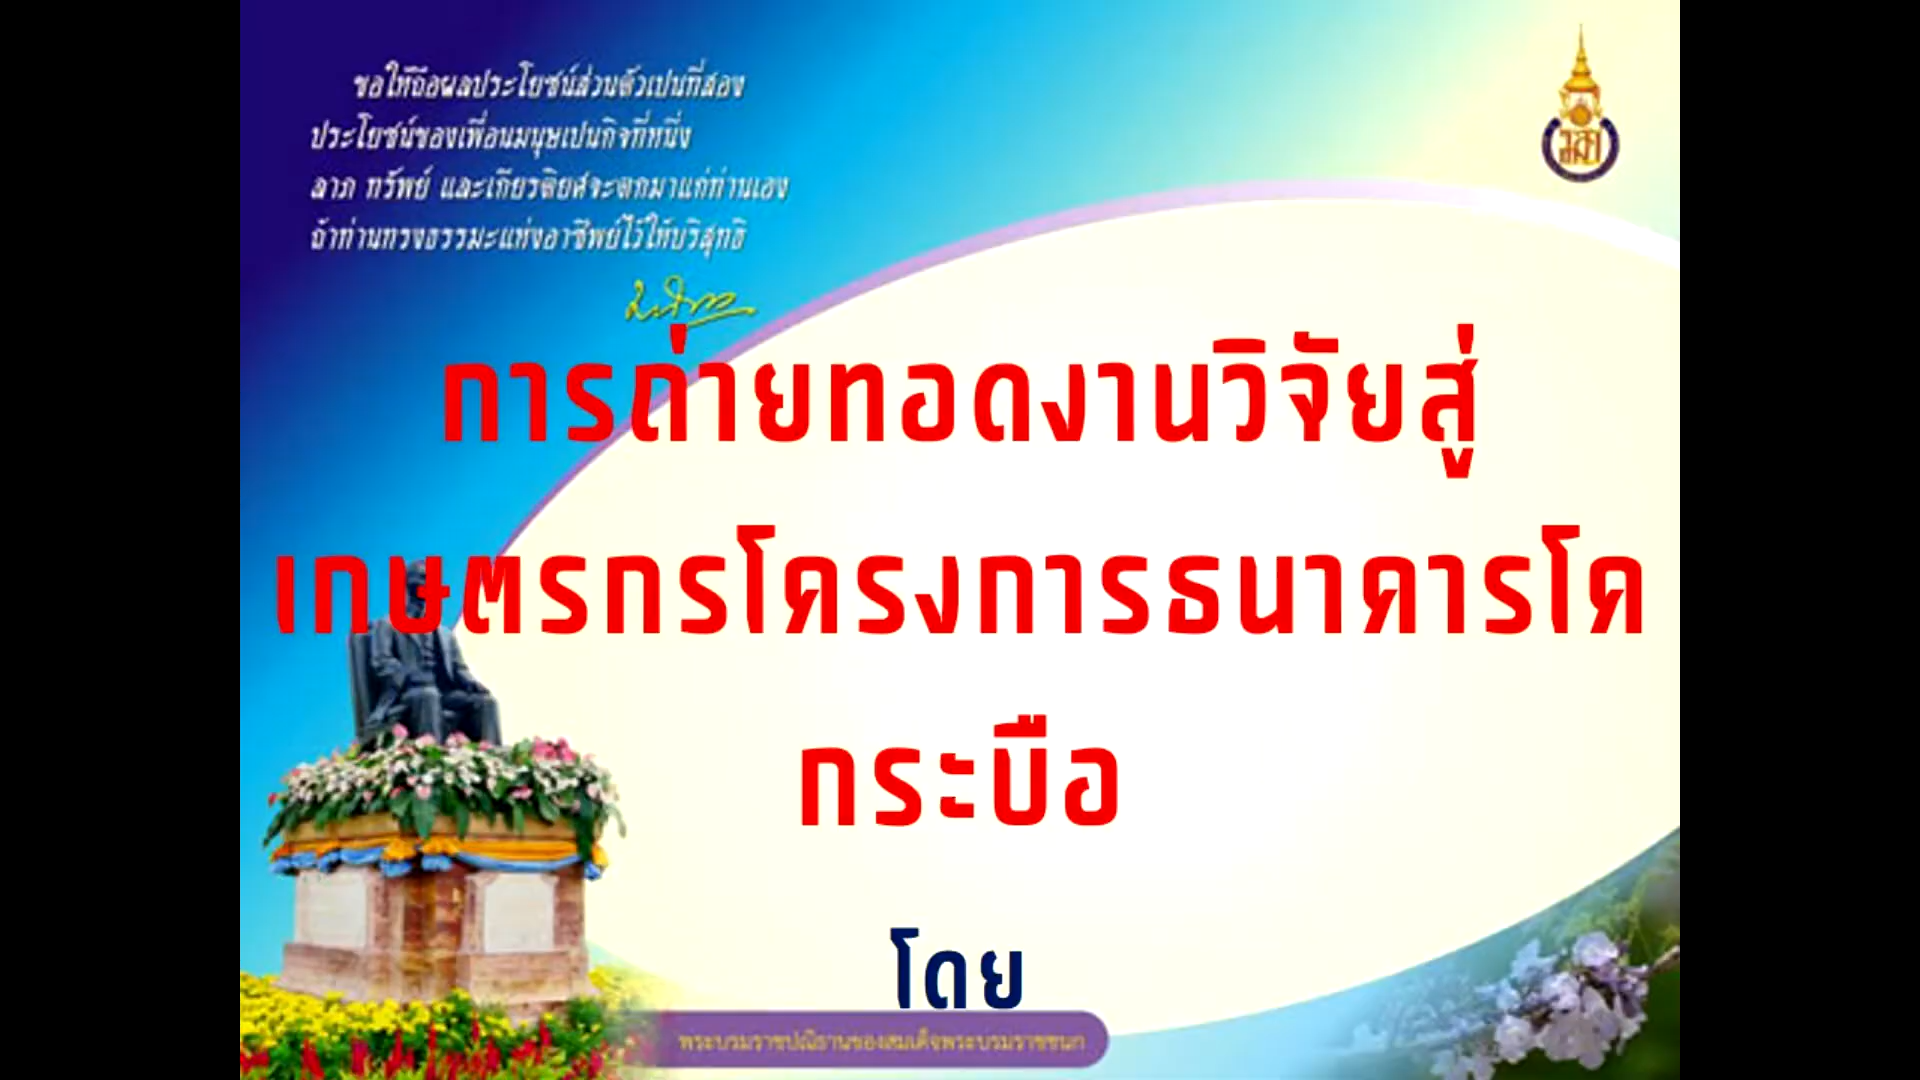 ขอให้ถือผลประโยชน์ส่วนตัวเปนที่สอง
ประโยชน์ของเพื่อนมนุษเปนกิจที่หนึ่ง
ลาภ ทรัพย์ และเกียรติยศจะตกมาแก่ท่านเอง
ถ้าท่านทรงธรรมะแห่งอาชีพย์ไว้ให้บริสุทธิ
การถ่ายทอดงานวิจัยสู่
เกษตรกรโครงการธนาคารโค
กระบือ
โดย
พระบรมราชปณิธานของสมเด็จพระบรมราชชนก